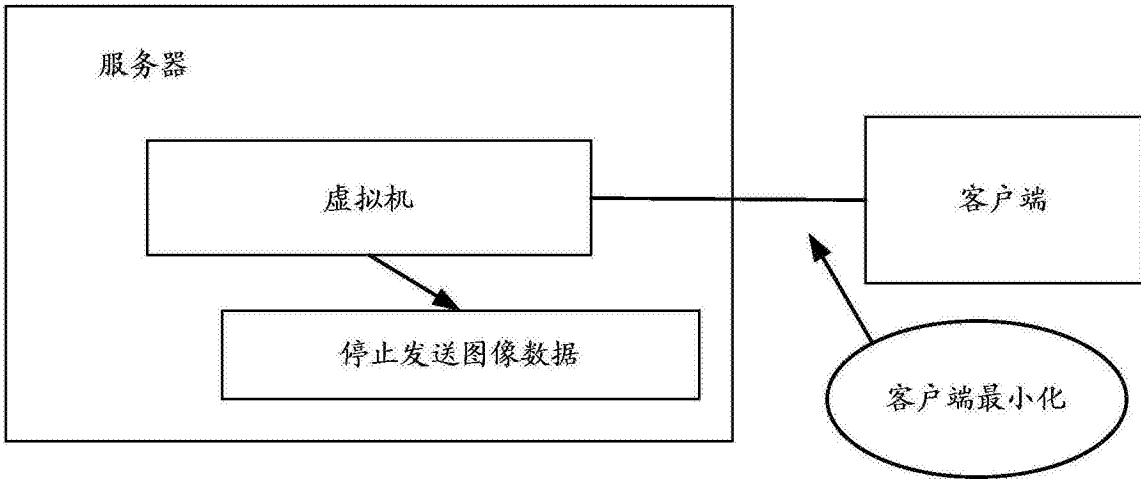 服务器
虚拟机
客户端
停止发送图像数据
客户端最小化